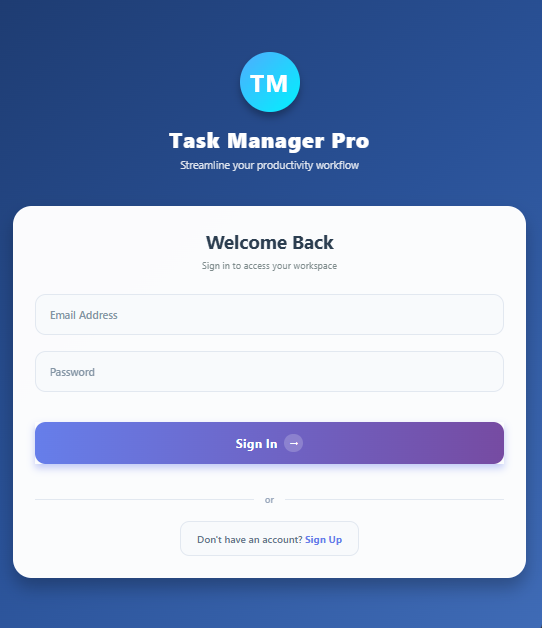 TM
Task Manager Pro
Streamline your productivity workflow
Welcome Back
Sign in to access your workspace
Email Address
Password
Sign In →
or
Don't have an account? Sign Up